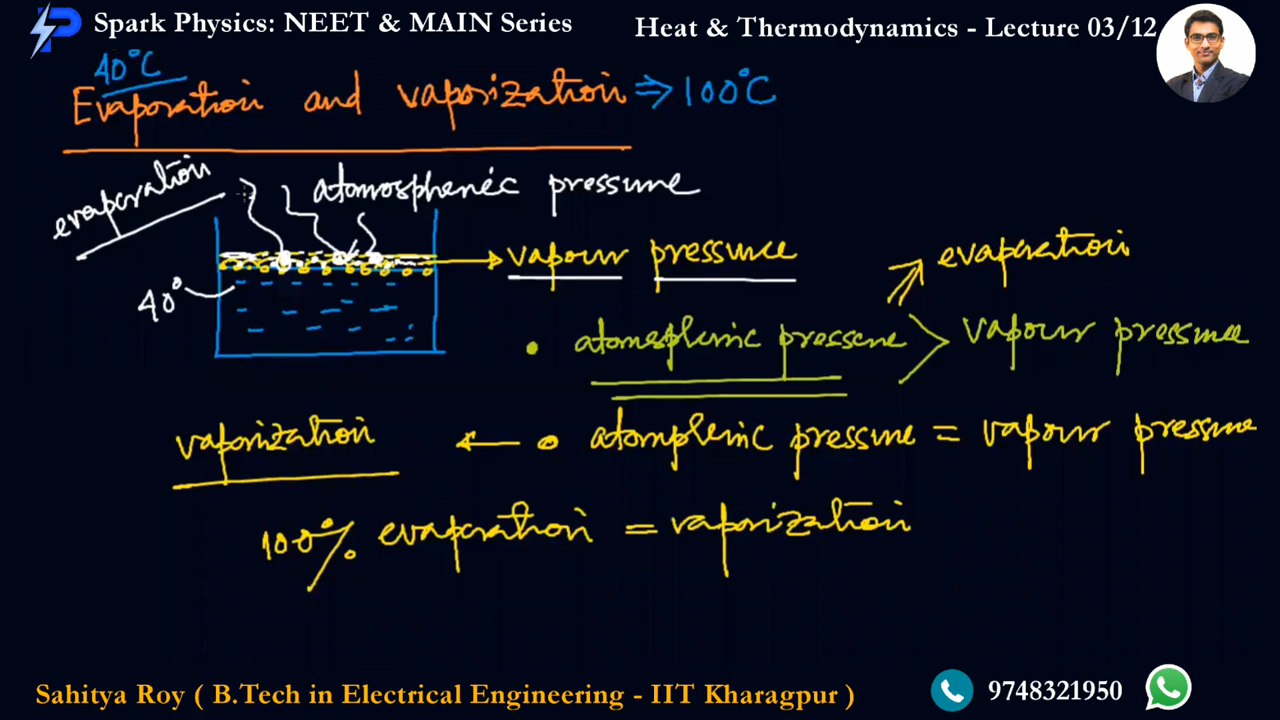 Spark Physics: NEET & MAIN Series
Heat & Thermodynamics - Lecture 03/12
40°C
Evaporation and vaporization ⇒ 100°C
evaporation
atomospheric pressure
vapour pressure
evaporation
40°
• atomospheric pressure > vapour pressure
vaporization ← • atompheric pressure = vapour pressure
100% evaporation = vaporization
Sahitya Roy ( B.Tech in Electrical Engineering - IIT Kharagpur )
9748321950